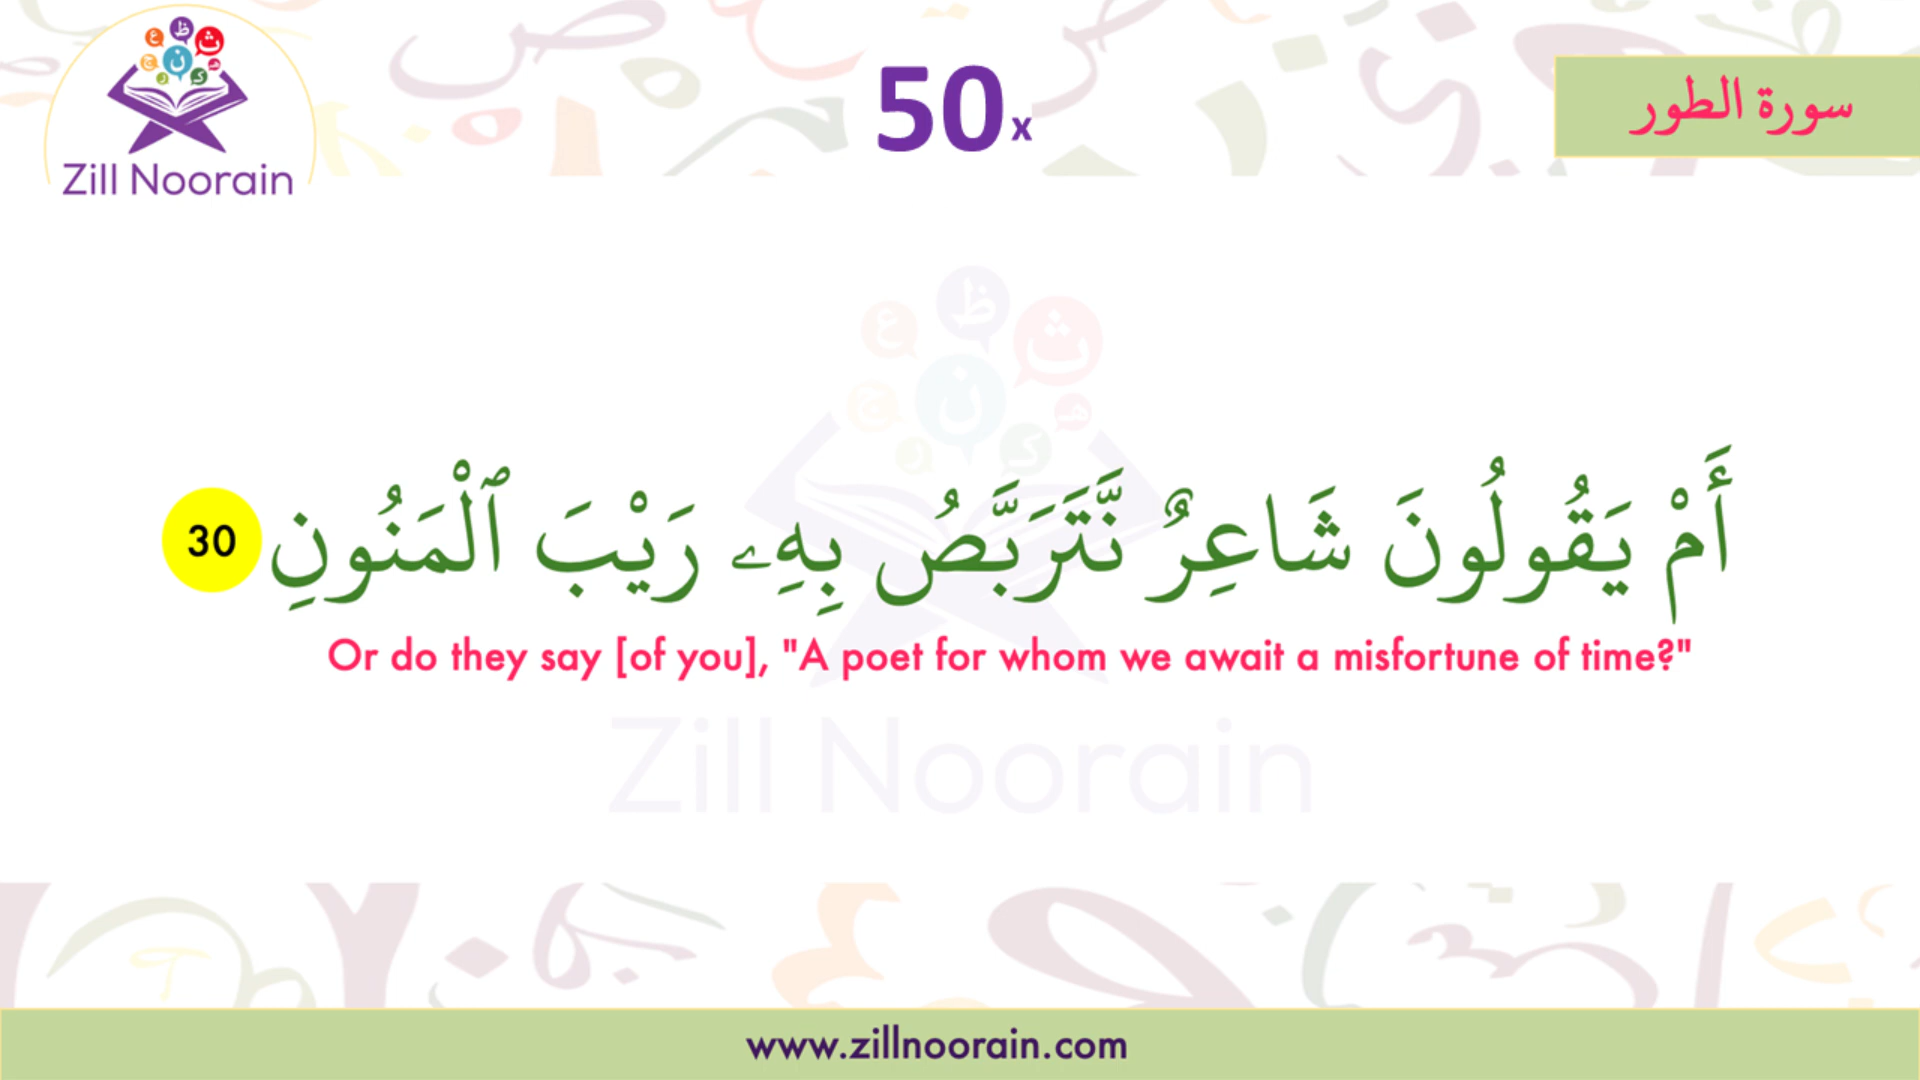 Zill Noorain
50x
سورة الطور
أَمْ يَقُولُونَ شَاعِرٌ نَّتَرَبَّصُ بِهِۦ رَيْبَ ٱلْمَنُونِ 30
Or do they say [of you], "A poet for whom we await a misfortune of time?"
Zill Noorain
www.zillnoorain.com